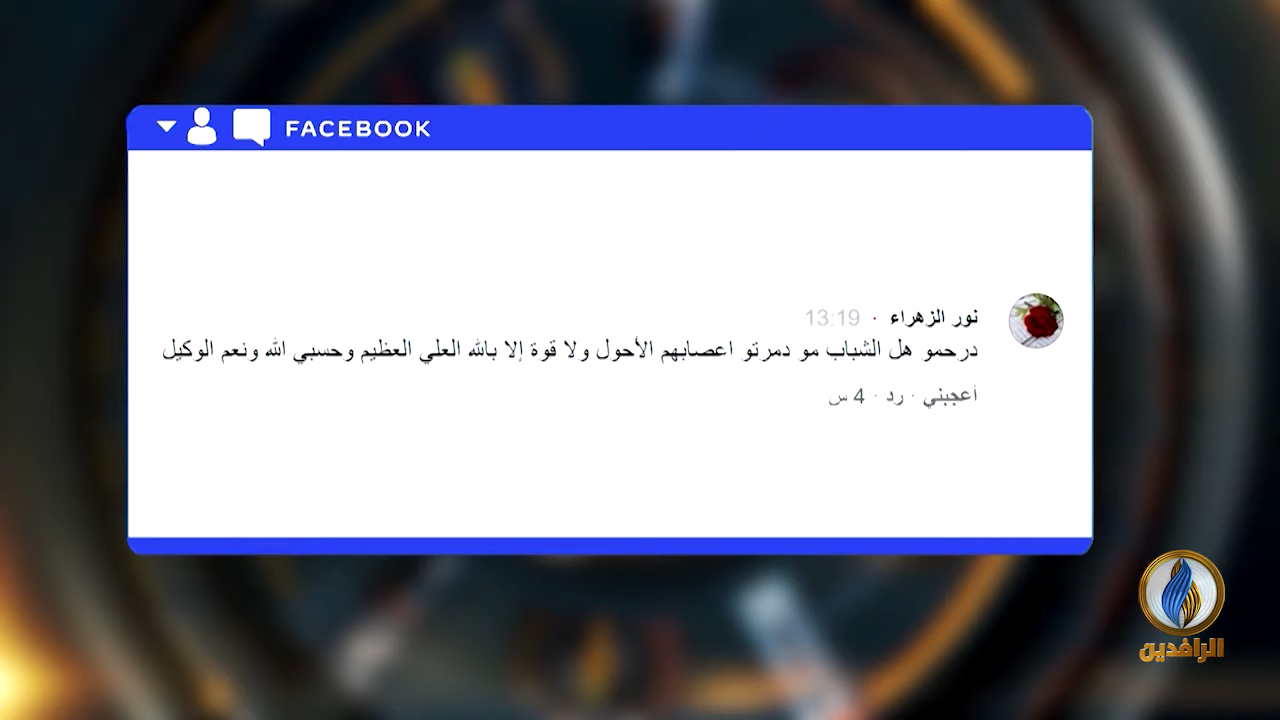 FACEBOOK
نور الزهراء · 13:19
درحمو هل الشباب مو دمرتو اعصابهم الأحول ولا قوة إلا بالله العلي العظيم وحسبي الله ونعم الوكيل
أعجبني · رد · 4 س
الرافدين